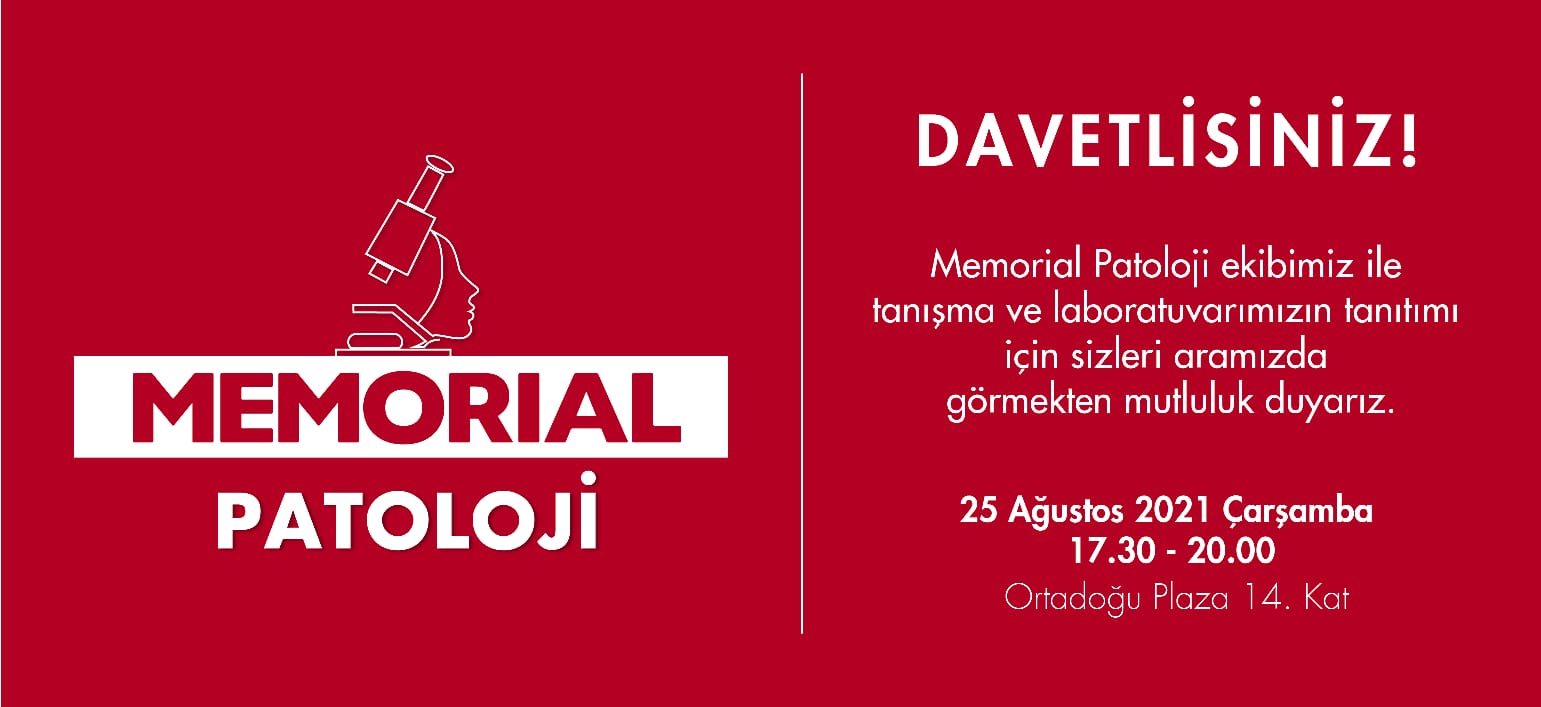 MEMORIAL
PATOLOJİ
DAVETLİSİNİZ!
Memorial Patoloji ekibimiz ile
tanışma ve laboratuvarımızın tanıtımı
için sizleri aramızda
görmekten mutluluk duyarız.
25 Ağustos 2021 Çarşamba
17.30 - 20.00
Ortadoğu Plaza 14. Kat